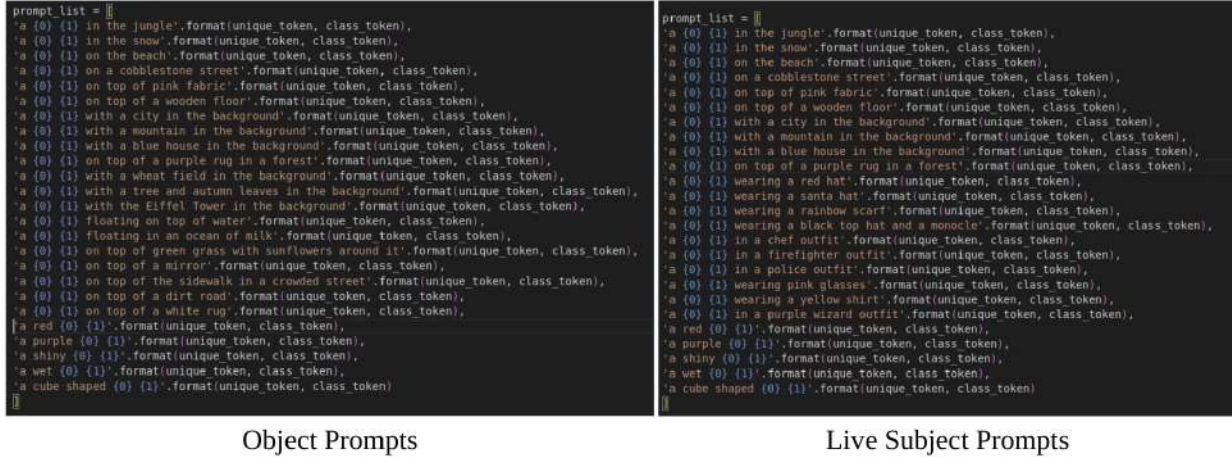 prompt_list = [
'a {0} {1} in the jungle'.format(unique_token, class_token),
'a {0} {1} in the snow'.format(unique_token, class_token),
'a {0} {1} on the beach'.format(unique_token, class_token),
'a {0} {1} on a cobblestone street'.format(unique_token, class_token),
'a {0} {1} on top of pink fabric'.format(unique_token, class_token),
'a {0} {1} on top of a wooden floor'.format(unique_token, class_token),
'a {0} {1} with a city in the background'.format(unique_token, class_token),
'a {0} {1} with a mountain in the background'.format(unique_token, class_token),
'a {0} {1} with a blue house in the background'.format(unique_token, class_token),
'a {0} {1} on top of a purple rug in a forest'.format(unique_token, class_token),
'a {0} {1} with a wheat field in the background'.format(unique_token, class_token),
'a {0} {1} with a tree and autumn leaves in the background'.format(unique_token, class_token),
'a {0} {1} with the Eiffel Tower in the background'.format(unique_token, class_token),
'a {0} {1} floating on top of water'.format(unique_token, class_token),
'a {0} {1} floating in an ocean of milk'.format(unique_token, class_token),
'a {0} {1} on top of green grass with sunflowers around it'.format(unique_token, class_token),
'a {0} {1} on top of a mirror'.format(unique_token, class_token),
'a {0} {1} on top of the sidewalk in a crowded street'.format(unique_token, class_token),
'a {0} {1} on top of a dirt road'.format(unique_token, class_token),
'a {0} {1} on top of a white rug'.format(unique_token, class_token),
'a red {0} {1}'.format(unique_token, class_token),
'a purple {0} {1}'.format(unique_token, class_token),
'a shiny {0} {1}'.format(unique_token, class_token),
'a wet {0} {1}'.format(unique_token, class_token),
'a cube shaped {0} {1}'.format(unique_token, class_token)
]
Object Prompts
prompt_list = [
'a {0} {1} in the jungle'.format(unique_token, class_token),
'a {0} {1} in the snow'.format(unique_token, class_token),
'a {0} {1} on the beach'.format(unique_token, class_token),
'a {0} {1} on a cobblestone street'.format(unique_token, class_token),
'a {0} {1} on top of pink fabric'.format(unique_token, class_token),
'a {0} {1} on top of a wooden floor'.format(unique_token, class_token),
'a {0} {1} with a city in the background'.format(unique_token, class_token),
'a {0} {1} with a mountain in the background'.format(unique_token, class_token),
'a {0} {1} with a blue house in the background'.format(unique_token, class_token),
'a {0} {1} on top of a purple rug in a forest'.format(unique_token, class_token),
'a {0} {1} wearing a red hat'.format(unique_token, class_token),
'a {0} {1} wearing a santa hat'.format(unique_token, class_token),
'a {0} {1} wearing a rainbow scarf'.format(unique_token, class_token),
'a {0} {1} wearing a black top hat and a monocle'.format(unique_token, class_token),
'a {0} {1} in a chef outfit'.format(unique_token, class_token),
'a {0} {1} in a firefighter outfit'.format(unique_token, class_token),
'a {0} {1} in a police outfit'.format(unique_token, class_token),
'a {0} {1} wearing pink glasses'.format(unique_token, class_token),
'a {0} {1} wearing a yellow shirt'.format(unique_token, class_token),
'a {0} {1} in a purple wizard outfit'.format(unique_token, class_token),
'a red {0} {1}'.format(unique_token, class_token),
'a purple {0} {1}'.format(unique_token, class_token),
'a shiny {0} {1}'.format(unique_token, class_token),
'a wet {0} {1}'.format(unique_token, class_token),
'a cube shaped {0} {1}'.format(unique_token, class_token)
]
Live Subject Prompts